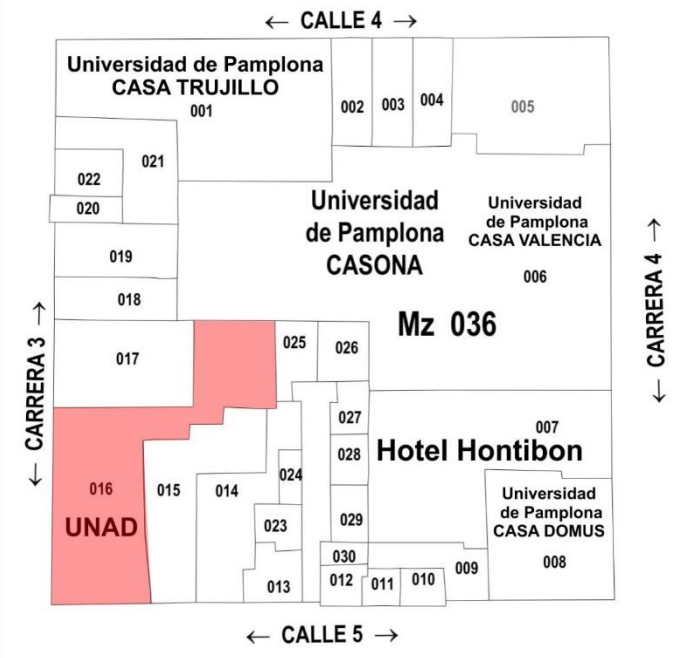 ← CALLE 4 →
Universidad de Pamplona
CASA TRUJILLO
001
002
003
004
005
021
022
020
Universidad
de Pamplona
CASONA
Universidad
de Pamplona
CASA VALENCIA
006
019
018
← CARRERA 3 →
← CARRERA 4 →
Mz 036
017
025
026
027
007
Hotel Hontibon
028
016
UNAD
015
014
024
Universidad
de Pamplona
CASA DOMUS
008
023
029
030
013
012
011
010
009
← CALLE 5 →